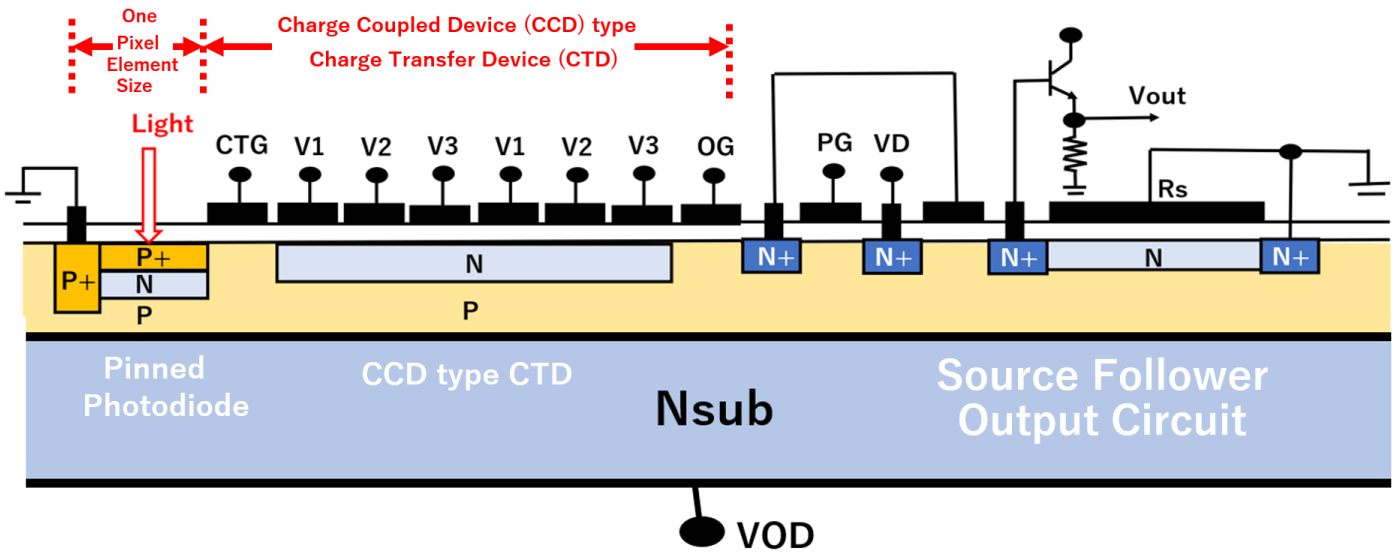 One
Pixel
Element
Size
Charge Coupled Device (CCD) type
Charge Transfer Device (CTD)
Light
CTG
V1
V2
V3
V1
V2
V3
OG
PG
VD
Vout
Rs
P+
P+
N
P
N
P
N+
N+
N+
N
N+
Pinned
Photodiode
CCD type CTD
Nsub
Source Follower
Output Circuit
VOD